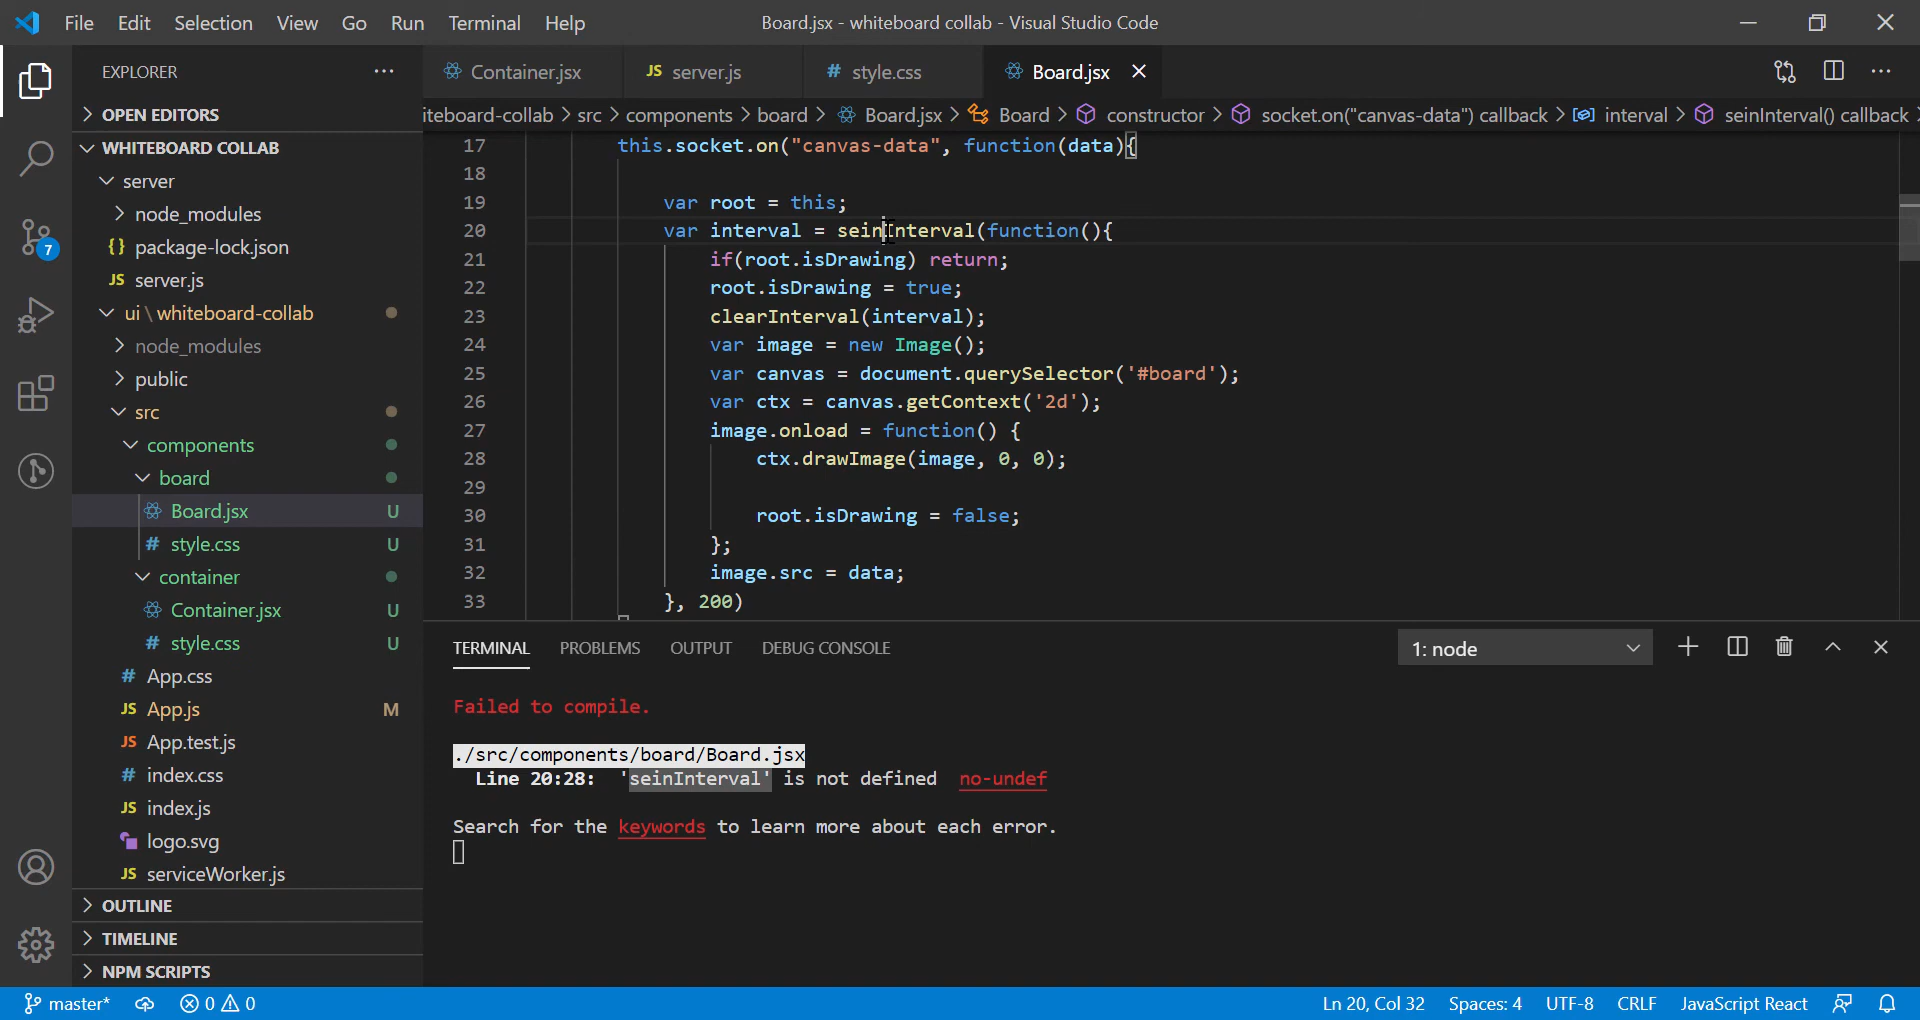 File Edit Selection View Go Run Terminal Help Board.jsx - whiteboard collab - Visual Studio Code
EXPLORER
Container.jsx JS server.js # style.css Board.jsx
OPEN EDITORS
iteboard-collab > src > components > board > Board.jsx > Board > constructor > socket.on("canvas-data") callback > interval > seinInterval() callback >
WHITEBOARD COLLAB
server
node_modules
{} package-lock.json
JS server.js
ui \ whiteboard-collab
node_modules
public
src
components
board
Board.jsx U
# style.css U
container
Container.jsx U
# style.css U
# App.css
JS App.js M
JS App.test.js
# index.css
JS index.js
logo.svg
JS serviceWorker.js
OUTLINE
TIMELINE
NPM SCRIPTS
7
17 this.socket.on("canvas-data", function(data){
18
19 var root = this;
20 var interval = seinInterval(function(){
21 if(root.isDrawing) return;
22 root.isDrawing = true;
23 clearInterval(interval);
24 var image = new Image();
25 var canvas = document.querySelector('#board');
26 var ctx = canvas.getContext('2d');
27 image.onload = function() {
28 ctx.drawImage(image, 0, 0);
29
30 root.isDrawing = false;
31 };
32 image.src = data;
33 }, 200)
TERMINAL PROBLEMS OUTPUT DEBUG CONSOLE 1: node
Failed to compile.
./src/components/board/Board.jsx
Line 20:28: 'seinInterval' is not defined no-undef
Search for the keywords to learn more about each error.
master* 0 0 Ln 20, Col 32 Spaces: 4 UTF-8 CRLF JavaScript React